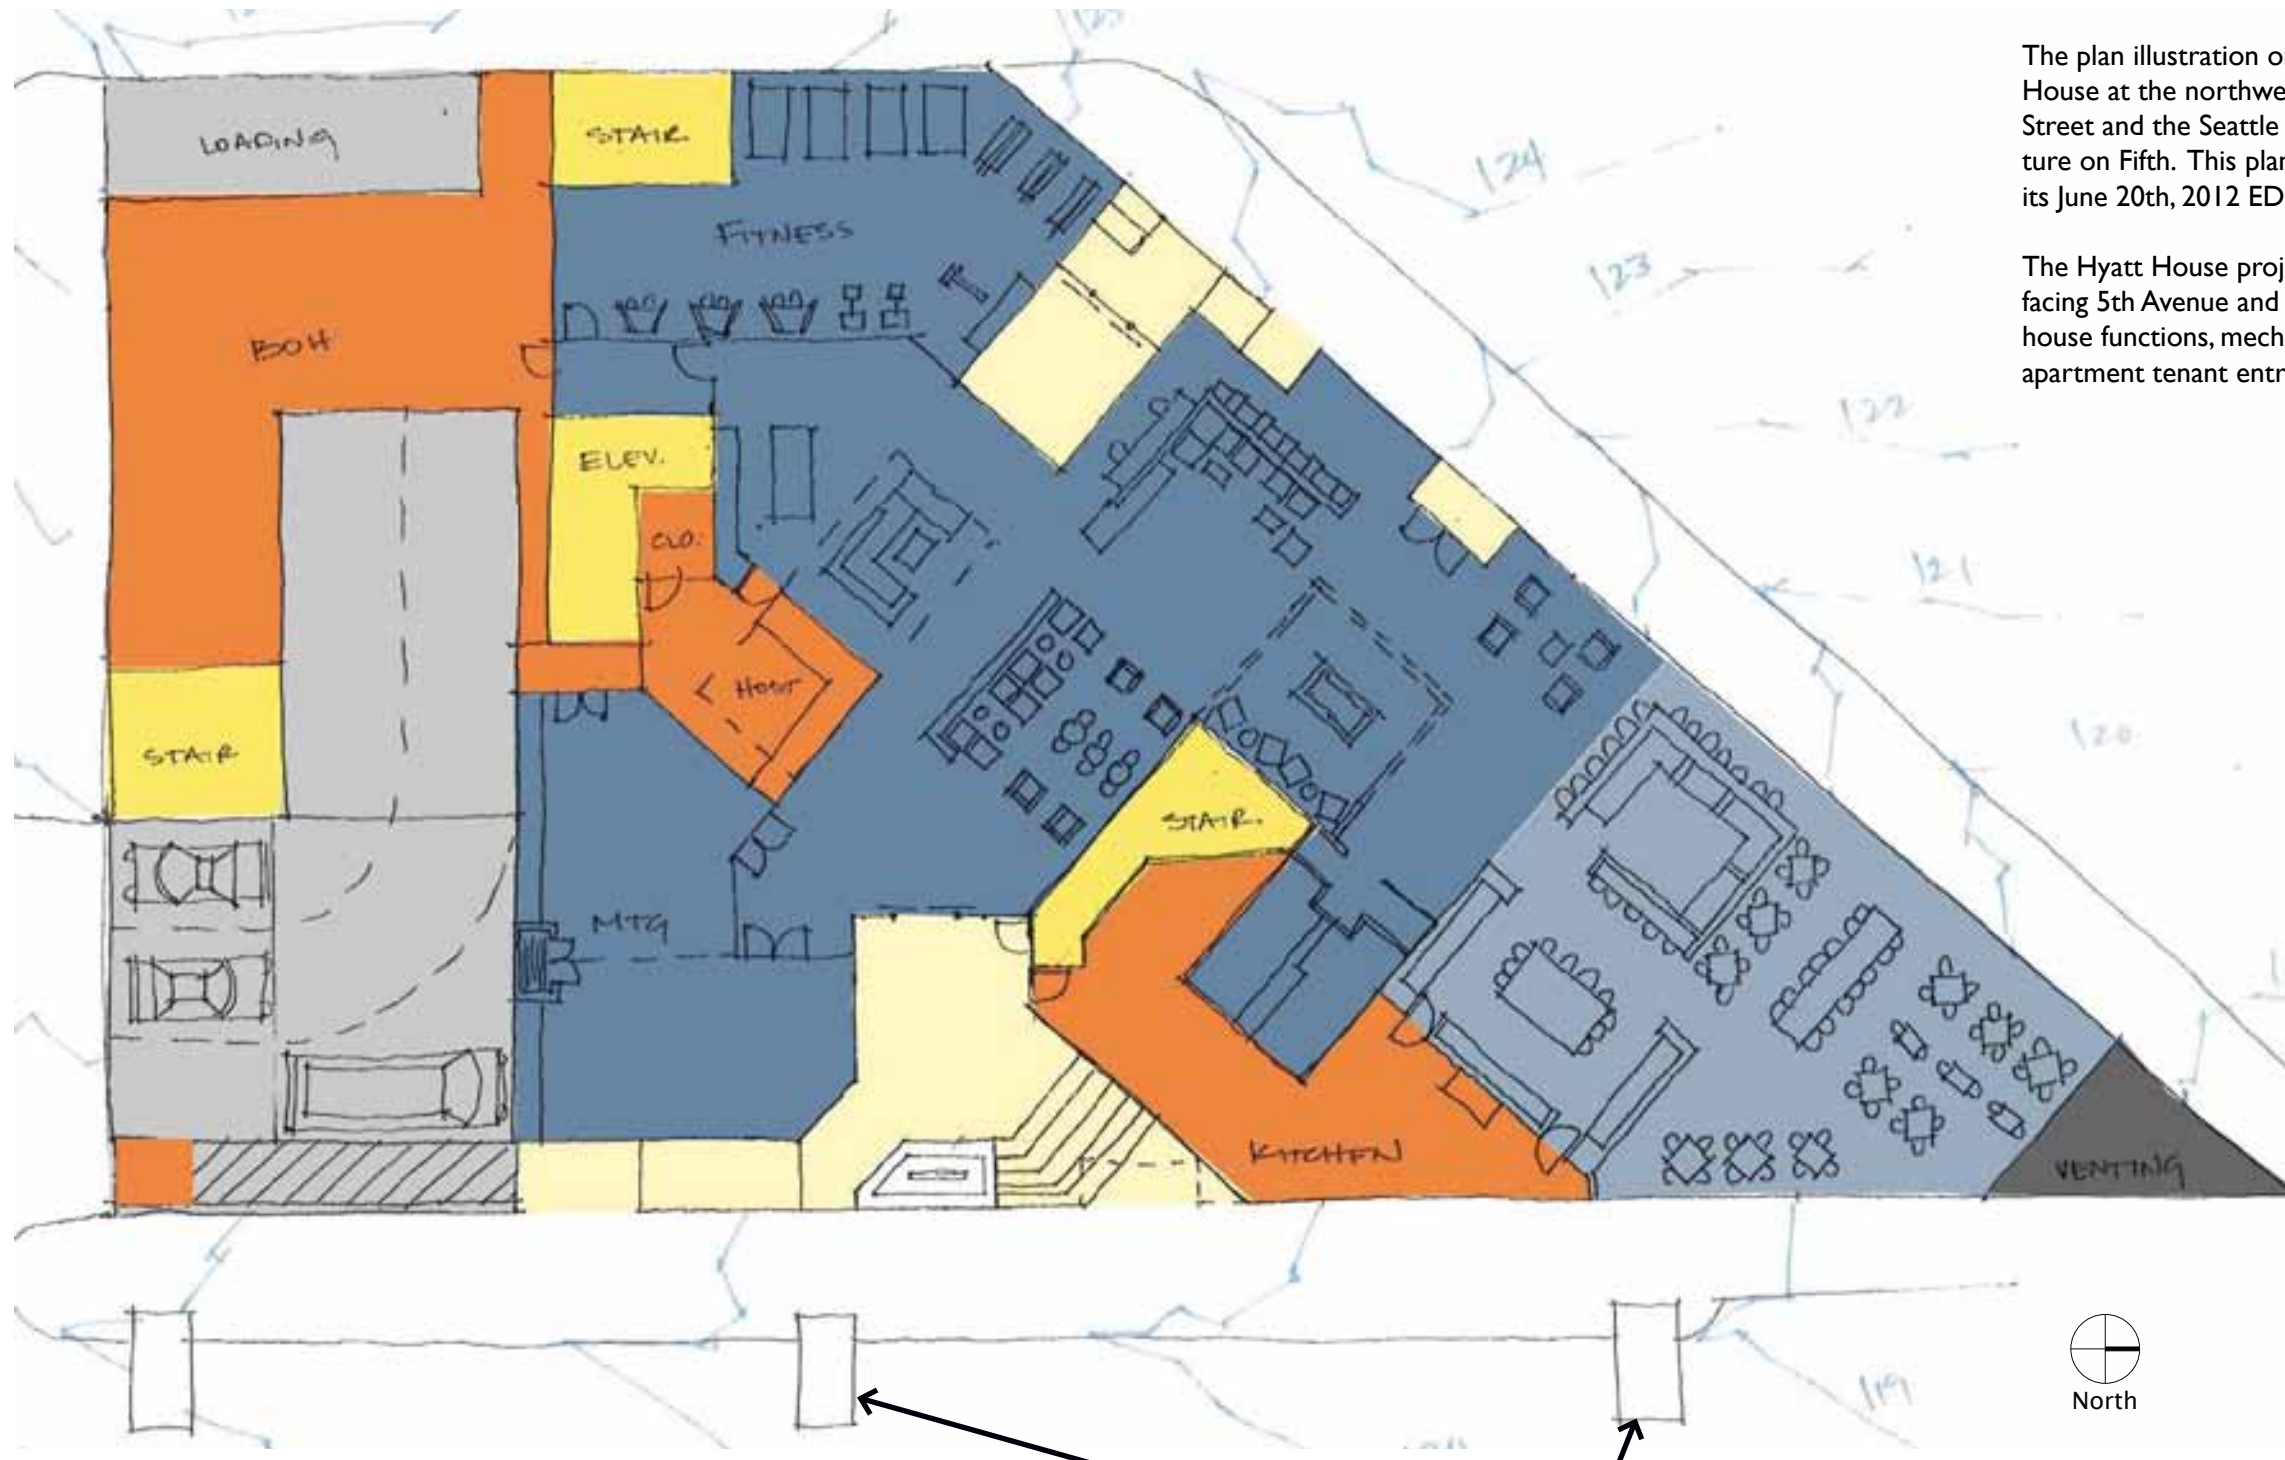 The plan illustration o
House at the northwe
Street and the Seattle
ture on Fifth. This plan
its June 20th, 2012 ED
The Hyatt House proj
facing 5th Avenue and
house functions, mech
apartment tenant entr
LOADING
STAIR
FITNESS
BOH
ELEV.
CLO.
HOST
STAIR
STAIR.
MTG
KITCHEN
VENTING
124
123
122
121
120
119
North